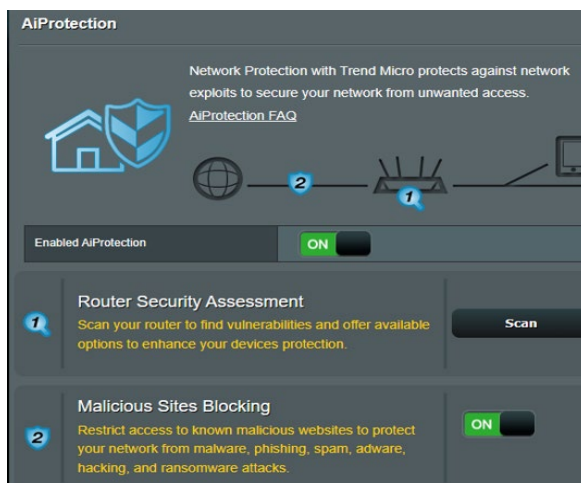 AiProtection
Network Protection with Trend Micro protects against network
exploits to secure your network from unwanted access.
AiProtection FAQ
2
1
Enabled AiProtection
ON
1
Router Security Assessment
Scan your router to find vulnerabilities and offer available
options to enhance your devices protection.
Scan
2
Malicious Sites Blocking
Restrict access to known malicious websites to protect
your network from malware, phishing, spam, adware,
hacking, and ransomware attacks.
ON